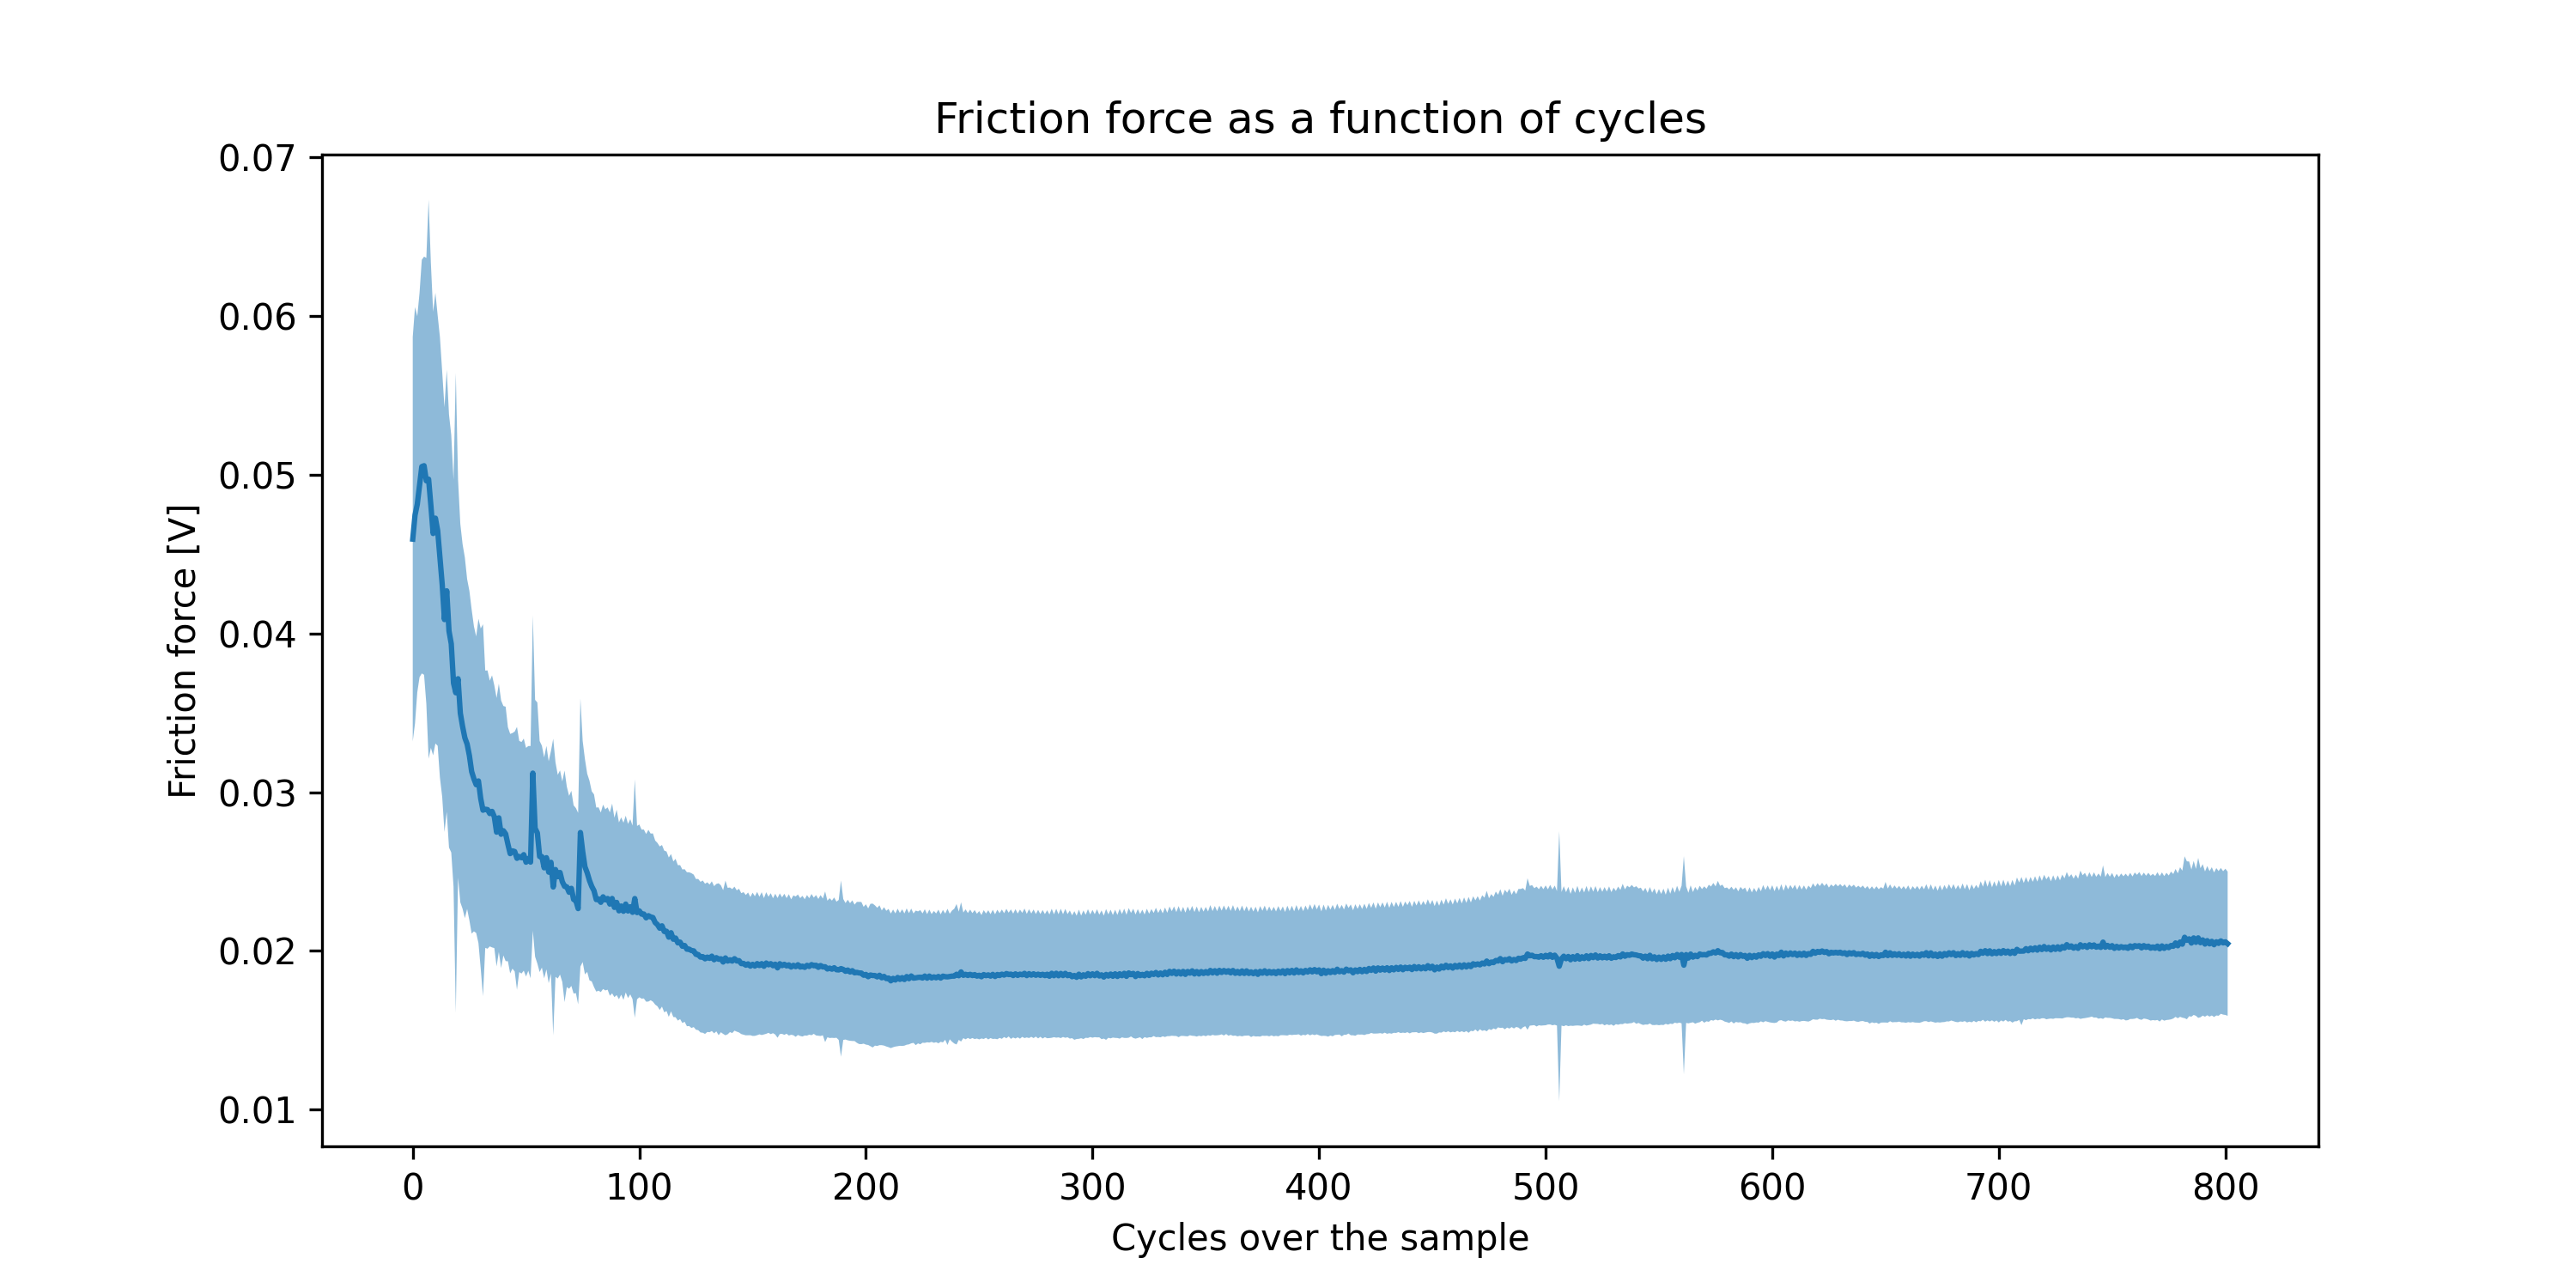 Friction force as a function of cycles
Friction force [V]
0.07
0.06
0.05
0.04
0.03
0.02
0.01
0 100 200 300 400 500 600 700 800
Cycles over the sample